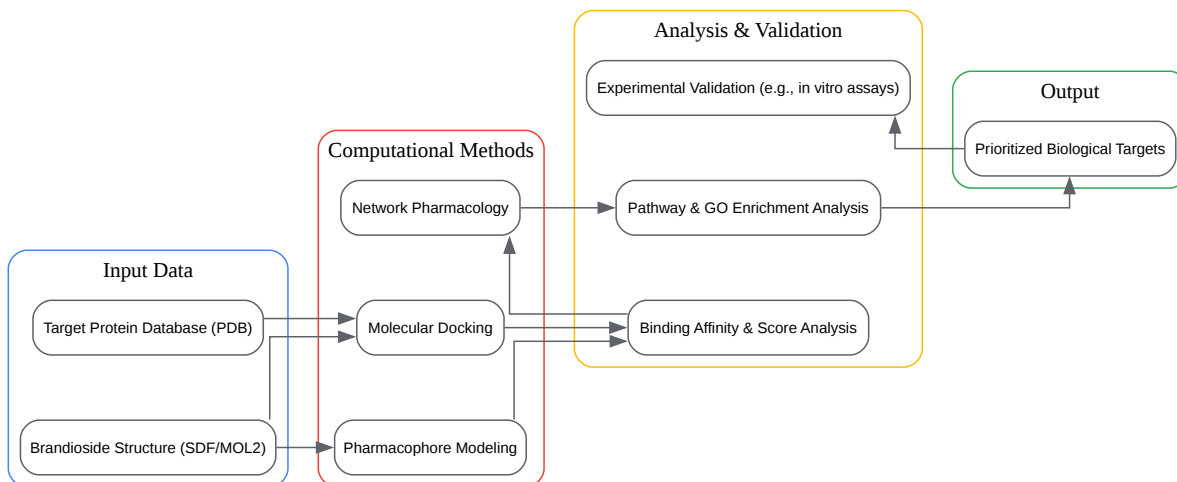 Analysis & Validation
Experimental Validation (e.g., in vitro assays)
Output
Prioritized Biological Targets
Computational Methods
Network Pharmacology
Pathway & GO Enrichment Analysis
Input Data
Target Protein Database (PDB)
Molecular Docking
Binding Affinity & Score Analysis
Brandioside Structure (SDF/MOL2)
Pharmacophore Modeling